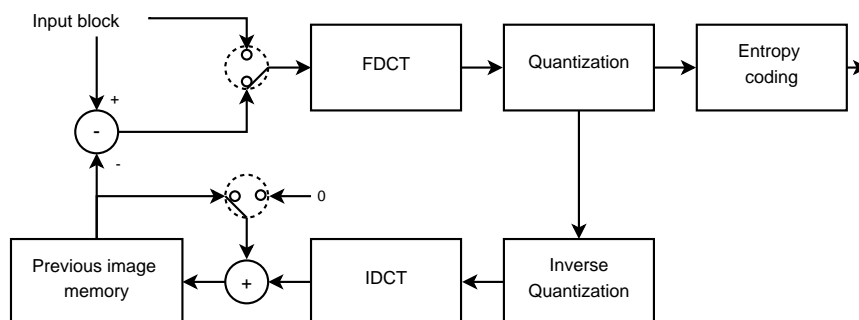 Input block
FDCT
Quantization
Entropy
coding
+
-
-
0
Previous image
memory
+
IDCT
Inverse
Quantization